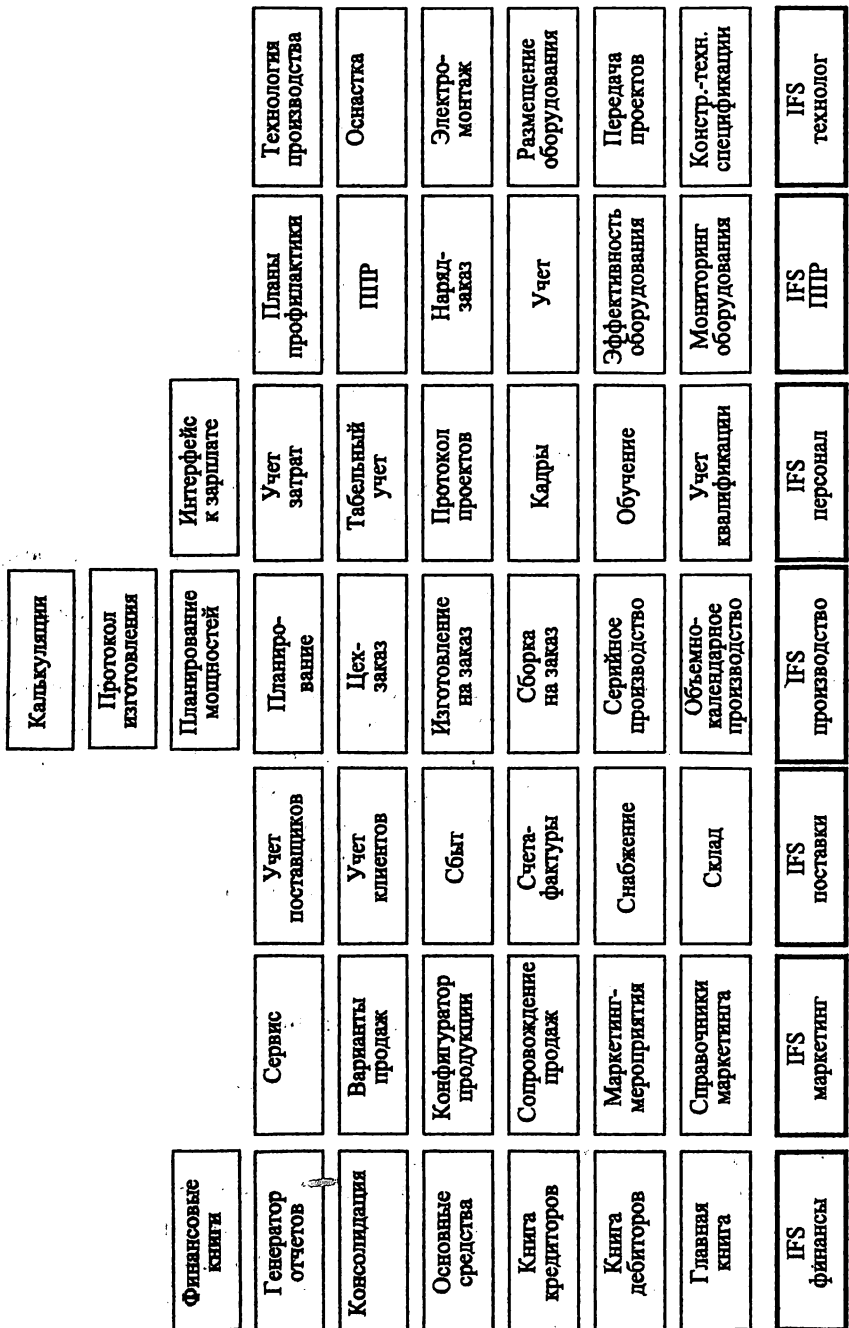 Калькуляции
Протокол
изготовления
Финансовые
книги
Планирование
мощностей
Интерфейс
к зарплате
Генератор
отчетов
Сервис
Учет
поставщиков
Планиро-
вание
Учет
затрат
Планы
профилактики
Технология
производства
Консолидация
Варианты
продаж
Учет
клиентов
Цех-
заказ
Табельный
учет
ППР
Оснастка
Основные
средства
Конфигуратор
продукции
Сбыт
Изготовление
на заказ
Протокол
проектов
Наряд-
заказ
Электро-
монтаж
Книга
кредиторов
Сопровождение
продаж
Счета-
фактуры
Сборка
на заказ
Кадры
Учет
Размещение
оборудования
Книга
дебиторов
Маркетинг-
мероприятия
Снабжение
Серийное
производство
Обучение
Эффективность
оборудования
Передача
проектов
Главная
книга
Справочники
маркетинга
Склад
Объемно-
календарное
производство
Учет
квалификации
Мониторинг
оборудования
Констр.-техн.
спецификации
IFS
финансы
IFS
маркетинг
IFS
поставки
IFS
производство
IFS
персонал
IFS
ППР
IFS
технолог